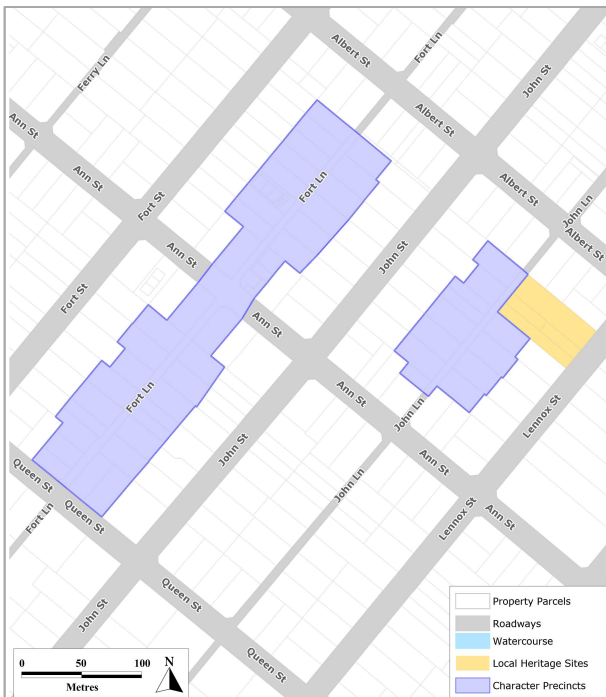 Albert St
Fort Ln
John St
Ferry Ln
Ann St
Albert St
Ann St
Fort St
Fort Ln
Albert St
John Ln
Albert St
John St
Fort St
Ann St
Ann St
Fort Ln
Ann St
John Ln
Lennox St
Ann St
John St
Queen St
Fort Ln
Queen St
John Ln
Lennox St
Ann St
John St
Queen St
Queen St
0 50 100
Metres
N
Property Parcels
Roadways
Watercourse
Local Heritage Sites
Character Precincts